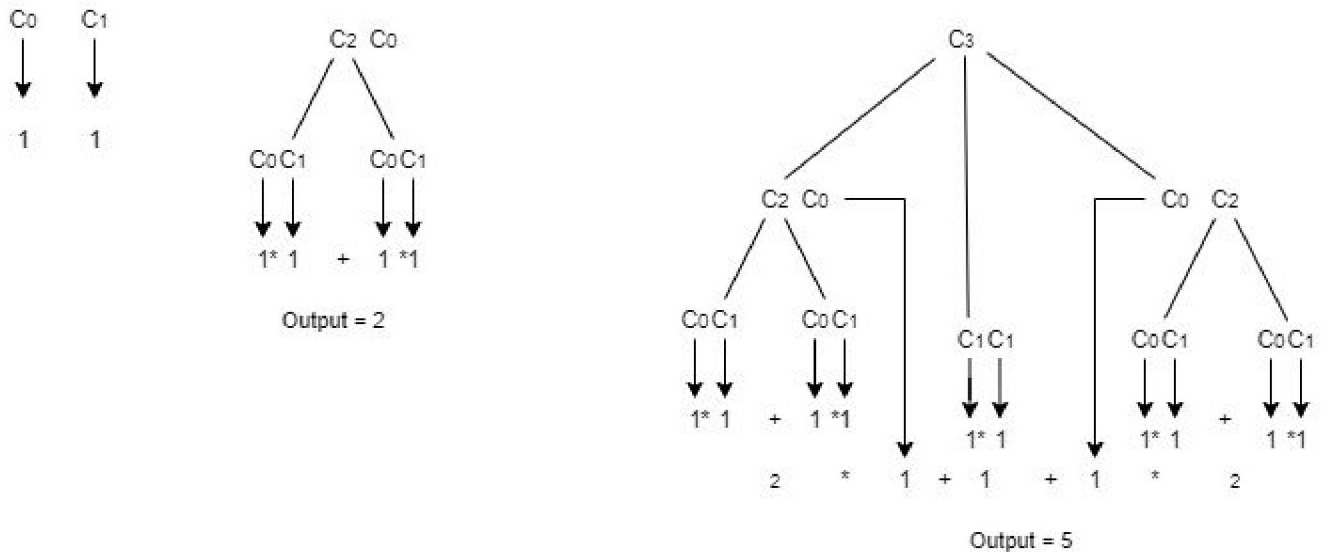 C0 C1
1 1
C2 C0
C0 C1 C0 C1
1* 1 + 1 *1
Output = 2
C3
C2 C0 C0 C2
C0 C1 C0 C1 C1 C1 C0 C1 C0 C1
1* 1 + 1 *1 1* 1 1* 1 + 1 *1
2 * 1 + 1 + 1 * 2
Output = 5